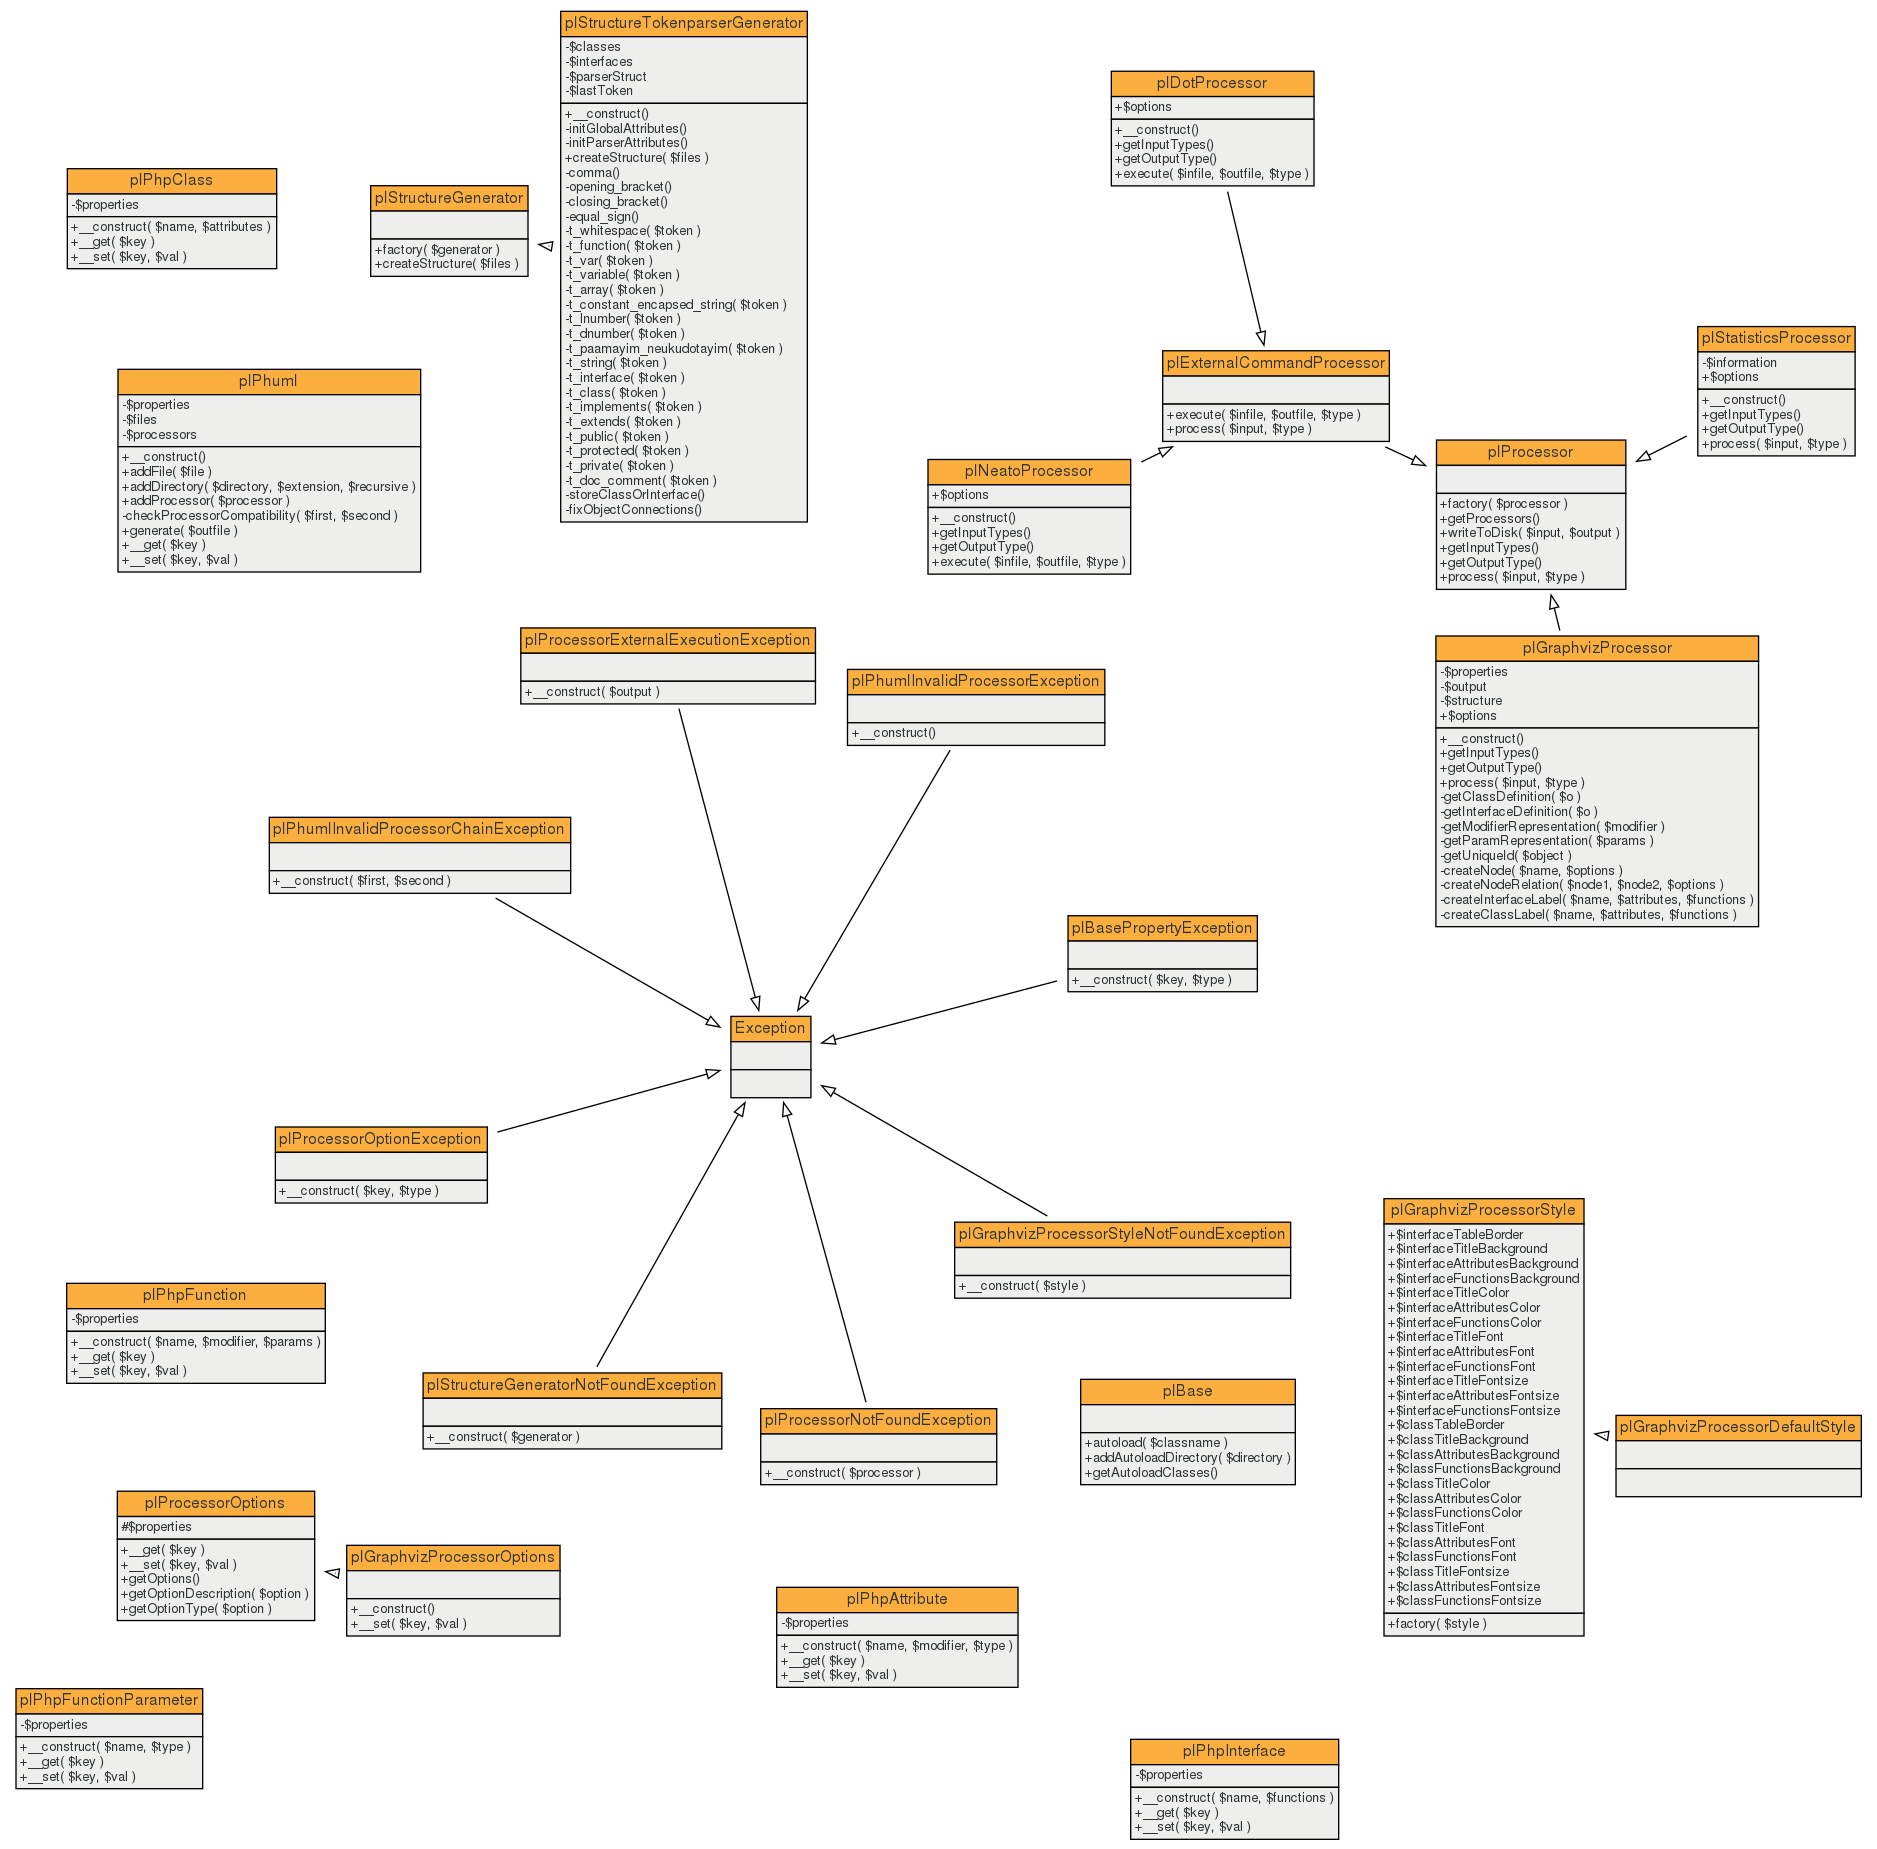 plStructureTokenparserGenerator
-$classes
-$interfaces
-$parserStruct
-$lastToken
+__construct()
-initGlobalAttributes()
-initParserAttributes()
+createStructure( $files )
-comma()
-opening_bracket()
-closing_bracket()
-equal_sign()
-t_whitespace( $token )
-t_function( $token )
-t_var( $token )
-t_variable( $token )
-t_array( $token )
-t_constant_encapsed_string( $token )
-t_lnumber( $token )
-t_dnumber( $token )
-t_paamayim_neukudotayim( $token )
-t_string( $token )
-t_interface( $token )
-t_class( $token )
-t_implements( $token )
-t_extends( $token )
-t_public( $token )
-t_protected( $token )
-t_private( $token )
-t_doc_comment( $token )
-storeClassOrInterface()
-fixObjectConnections()
plDotProcessor
+$options
+__construct()
+getInputTypes()
+getOutputType()
+execute( $infile, $outfile, $type )
plPhpClass
-$properties
+__construct( $name, $attributes )
+__get( $key )
+__set( $key, $val )
plStructureGenerator
+factory( $generator )
+createStructure( $files )
plStatisticsProcessor
-$information
+$options
+__construct()
+getInputTypes()
+getOutputType()
+process( $input, $type )
plExternalCommandProcessor
+execute( $infile, $outfile, $type )
+process( $input, $type )
plPhuml
-$properties
-$files
-$processors
+__construct()
+addFile( $file )
+addDirectory( $directory, $extension, $recursive )
+addProcessor( $processor )
-checkProcessorCompatibility( $first, $second )
+generate( $outfile )
+__get( $key )
+__set( $key, $val )
plProcessor
+factory( $processor )
+getProcessors()
+writeToDisk( $input, $output )
+getInputTypes()
+getOutputType()
+process( $input, $type )
plNeatoProcessor
+$options
+__construct()
+getInputTypes()
+getOutputType()
+execute( $infile, $outfile, $type )
plProcessorExternalExecutionException
+__construct( $output )
plGraphvizProcessor
-$properties
-$output
-$structure
+$options
+__construct()
+getInputTypes()
+getOutputType()
+process( $input, $type )
-getClassDefinition( $o )
-getInterfaceDefinition( $o )
-getModifierRepresentation( $modifier )
-getParamRepresentation( $params )
-getUniqueId( $object )
-createNode( $name, $options )
-createNodeRelation( $node1, $node2, $options )
-createInterfaceLabel( $name, $attributes, $functions )
-createClassLabel( $name, $attributes, $functions )
plPhumlInvalidProcessorException
+__construct()
plPhumlInvalidProcessorChainException
+__construct( $first, $second )
plBasePropertyException
+__construct( $key, $type )
Exception
plProcessorOptionException
+__construct( $key, $type )
plGraphvizProcessorStyle
+$interfaceTableBorder
+$interfaceTitleBackground
+$interfaceAttributesBackground
+$interfaceFunctionsBackground
+$interfaceTitleColor
+$interfaceAttributesColor
+$interfaceFunctionsColor
+$interfaceTitleFont
+$interfaceAttributesFont
+$interfaceFunctionsFont
+$interfaceTitleFontsize
+$interfaceAttributesFontsize
+$interfaceFunctionsFontsize
+$classTableBorder
+$classTitleBackground
+$classAttributesBackground
+$classFunctionsBackground
+$classTitleColor
+$classAttributesColor
+$classFunctionsColor
+$classTitleFont
+$classAttributesFont
+$classFunctionsFont
+$classTitleFontsize
+$classAttributesFontsize
+$classFunctionsFontsize
+factory( $style )
plGraphvizProcessorStyleNotFoundException
+__construct( $style )
plPhpFunction
-$properties
+__construct( $name, $modifier, $params )
+__get( $key )
+__set( $key, $val )
plStructureGeneratorNotFoundException
+__construct( $generator )
plBase
+autoload( $classname )
+addAutoloadDirectory( $directory )
+getAutoloadClasses()
plProcessorNotFoundException
+__construct( $processor )
plGraphvizProcessorDefaultStyle
plProcessorOptions
#$properties
+__get( $key )
+__set( $key, $val )
+getOptions()
+getOptionDescription( $option )
+getOptionType( $option )
plGraphvizProcessorOptions
+__construct()
+__set( $key, $val )
plPhpAttribute
-$properties
+__construct( $name, $modifier, $type )
+__get( $key )
+__set( $key, $val )
plPhpFunctionParameter
-$properties
+__construct( $name, $type )
+__get( $key )
+__set( $key, $val )
plPhpInterface
-$properties
+__construct( $name, $functions )
+__get( $key )
+__set( $key, $val )